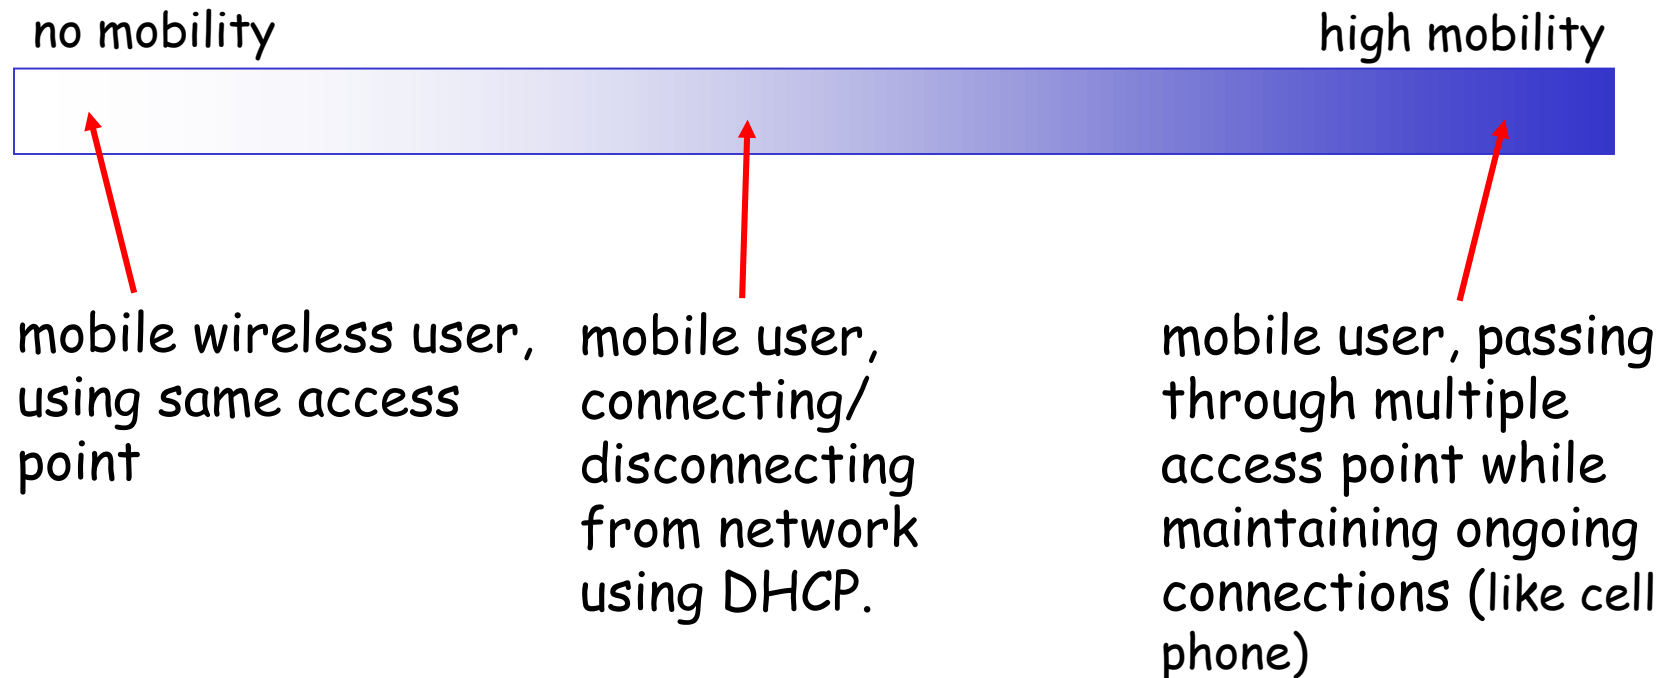 no mobility
high mobility
mobile wireless user,
using same access
point
mobile user,
connecting/
disconnecting
from network
using DHCP.
mobile user, passing
through multiple
access point while
maintaining ongoing
connections (like cell
phone)